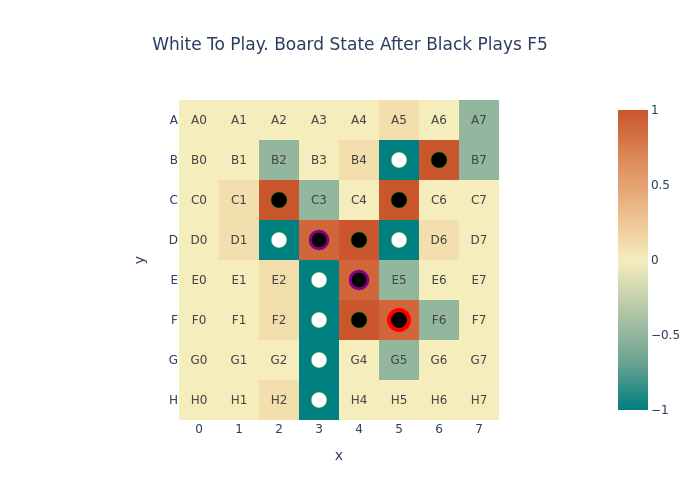 White To Play. Board State After Black Plays F5
A A0 A1 A2 A3 A4 A5 A6 A7
B B0 B1 B2 B3 B4 B7
C C0 C1 C3 C4 C6 C7
D D0 D1 D6 D7
E E0 E1 E2 E5 E6 E7
F F0 F1 F2 F6 F7
G G0 G1 G2 G4 G5 G6 G7
H H0 H1 H2 H4 H5 H6 H7
0 1 2 3 4 5 6 7
x
y
1
0.5
0
−0.5
−1